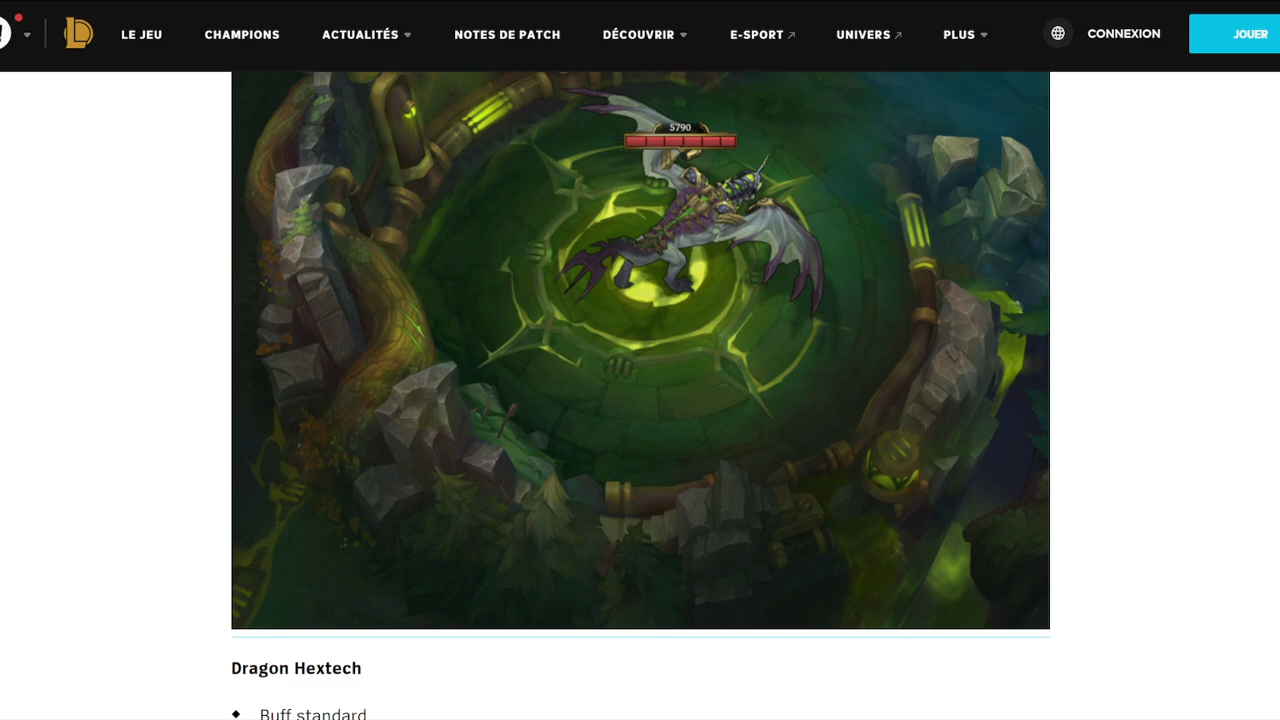 LE JEU CHAMPIONS ACTUALITÉS NOTES DE PATCH DÉCOUVRIR E-SPORT UNIVERS PLUS CONNEXION JOUER
5790
Dragon Hextech
◆ Buff standard